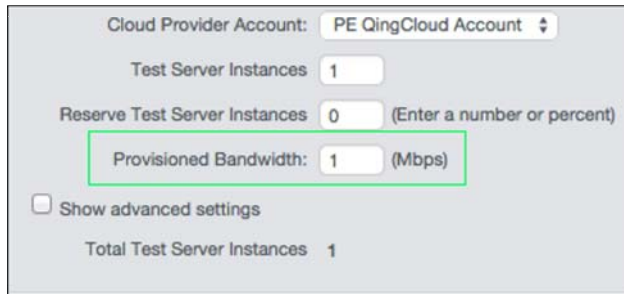 Cloud Provider Account: PE QingCloud Account
Test Server Instances 1
Reserve Test Server Instances 0 (Enter a number or percent)
Provisioned Bandwidth: 1 (Mbps)
Show advanced settings
Total Test Server Instances 1